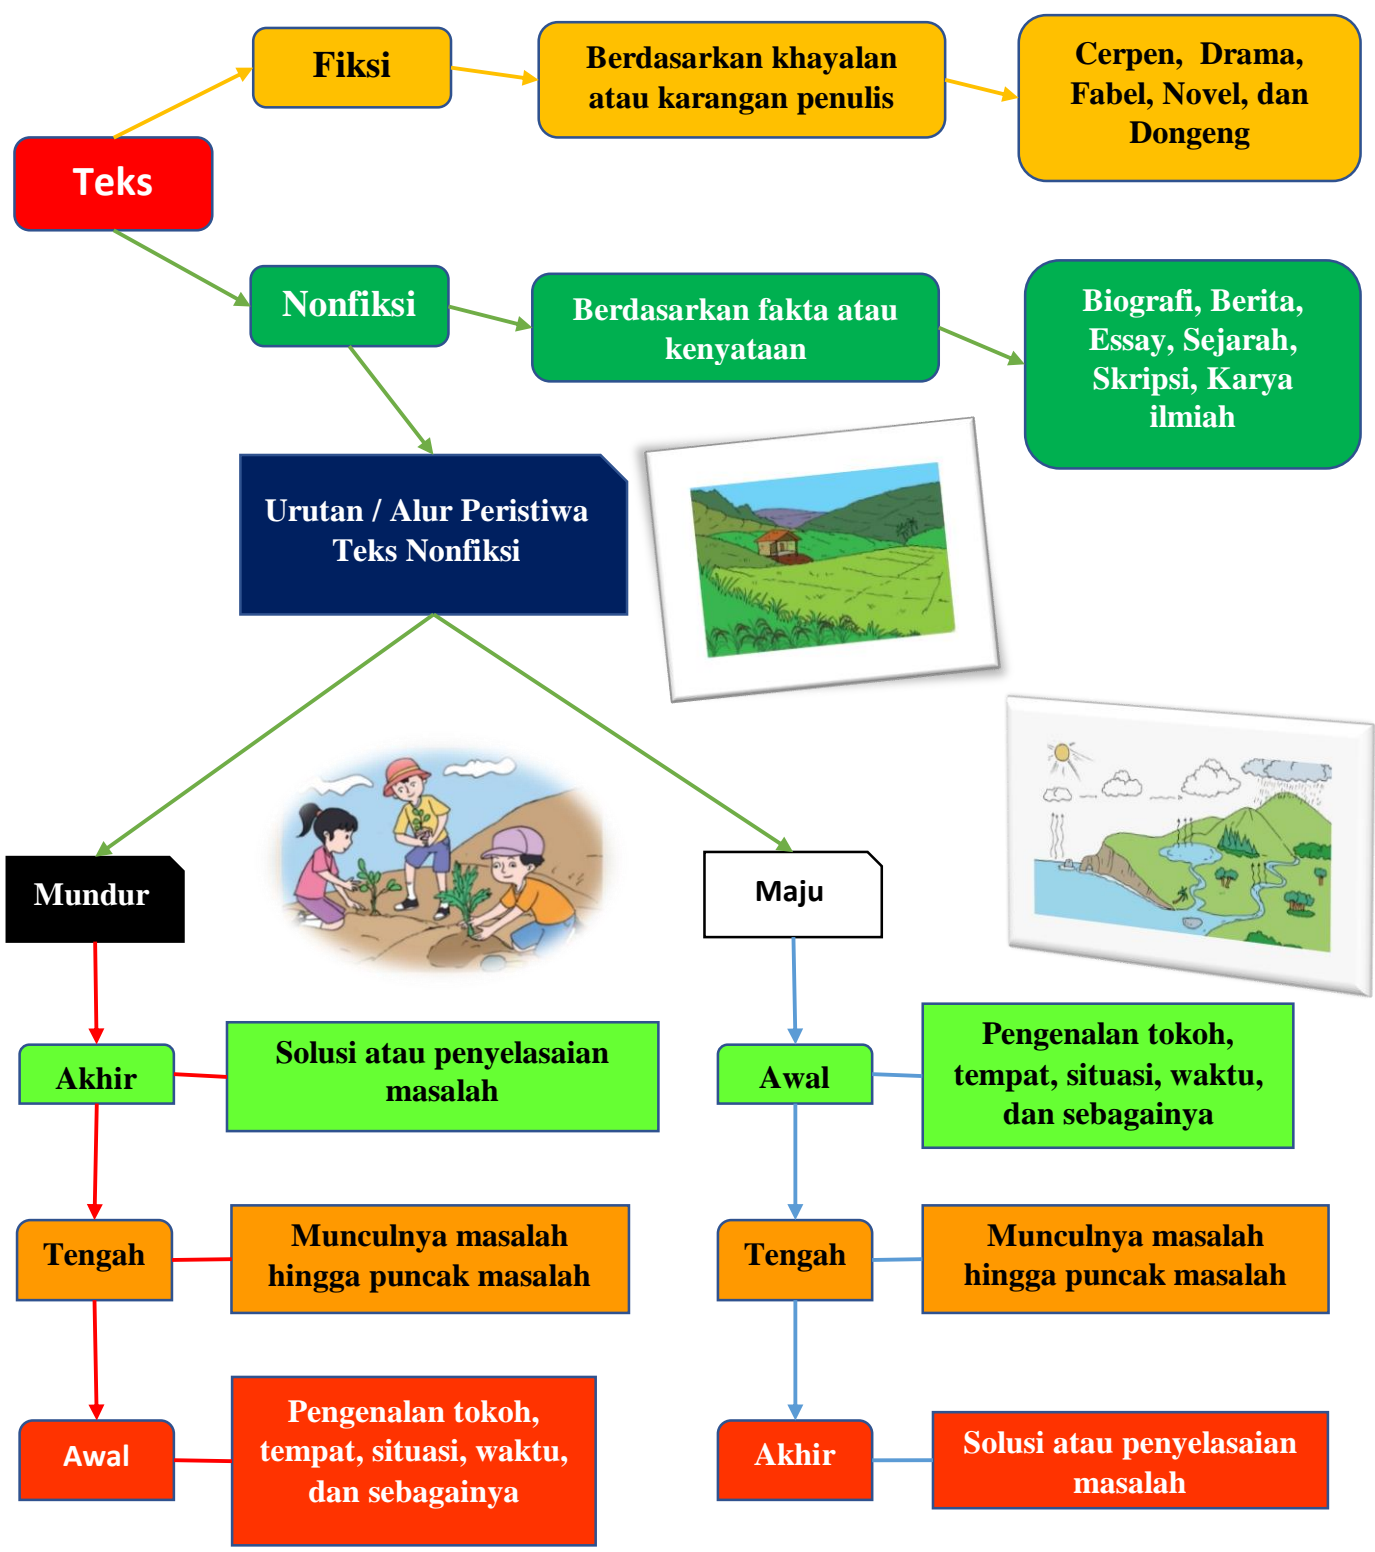 Fiksi
Berdasarkan khayalan
atau karangan penulis
Cerpen, Drama,
Fabel, Novel, dan
Dongeng
Teks
Nonfiksi
Berdasarkan fakta atau
kenyataan
Biografi, Berita,
Essay, Sejarah,
Skripsi, Karya
ilmiah
Urutan / Alur Peristiwa
Teks Nonfiksi
Mundur
Akhir
Solusi atau penyelasaian
masalah
Tengah
Munculnya masalah
hingga puncak masalah
Awal
Pengenalan tokoh,
tempat, situasi, waktu,
dan sebagainya
Maju
Awal
Pengenalan tokoh,
tempat, situasi, waktu,
dan sebagainya
Tengah
Munculnya masalah
hingga puncak masalah
Akhir
Solusi atau penyelasaian
masalah